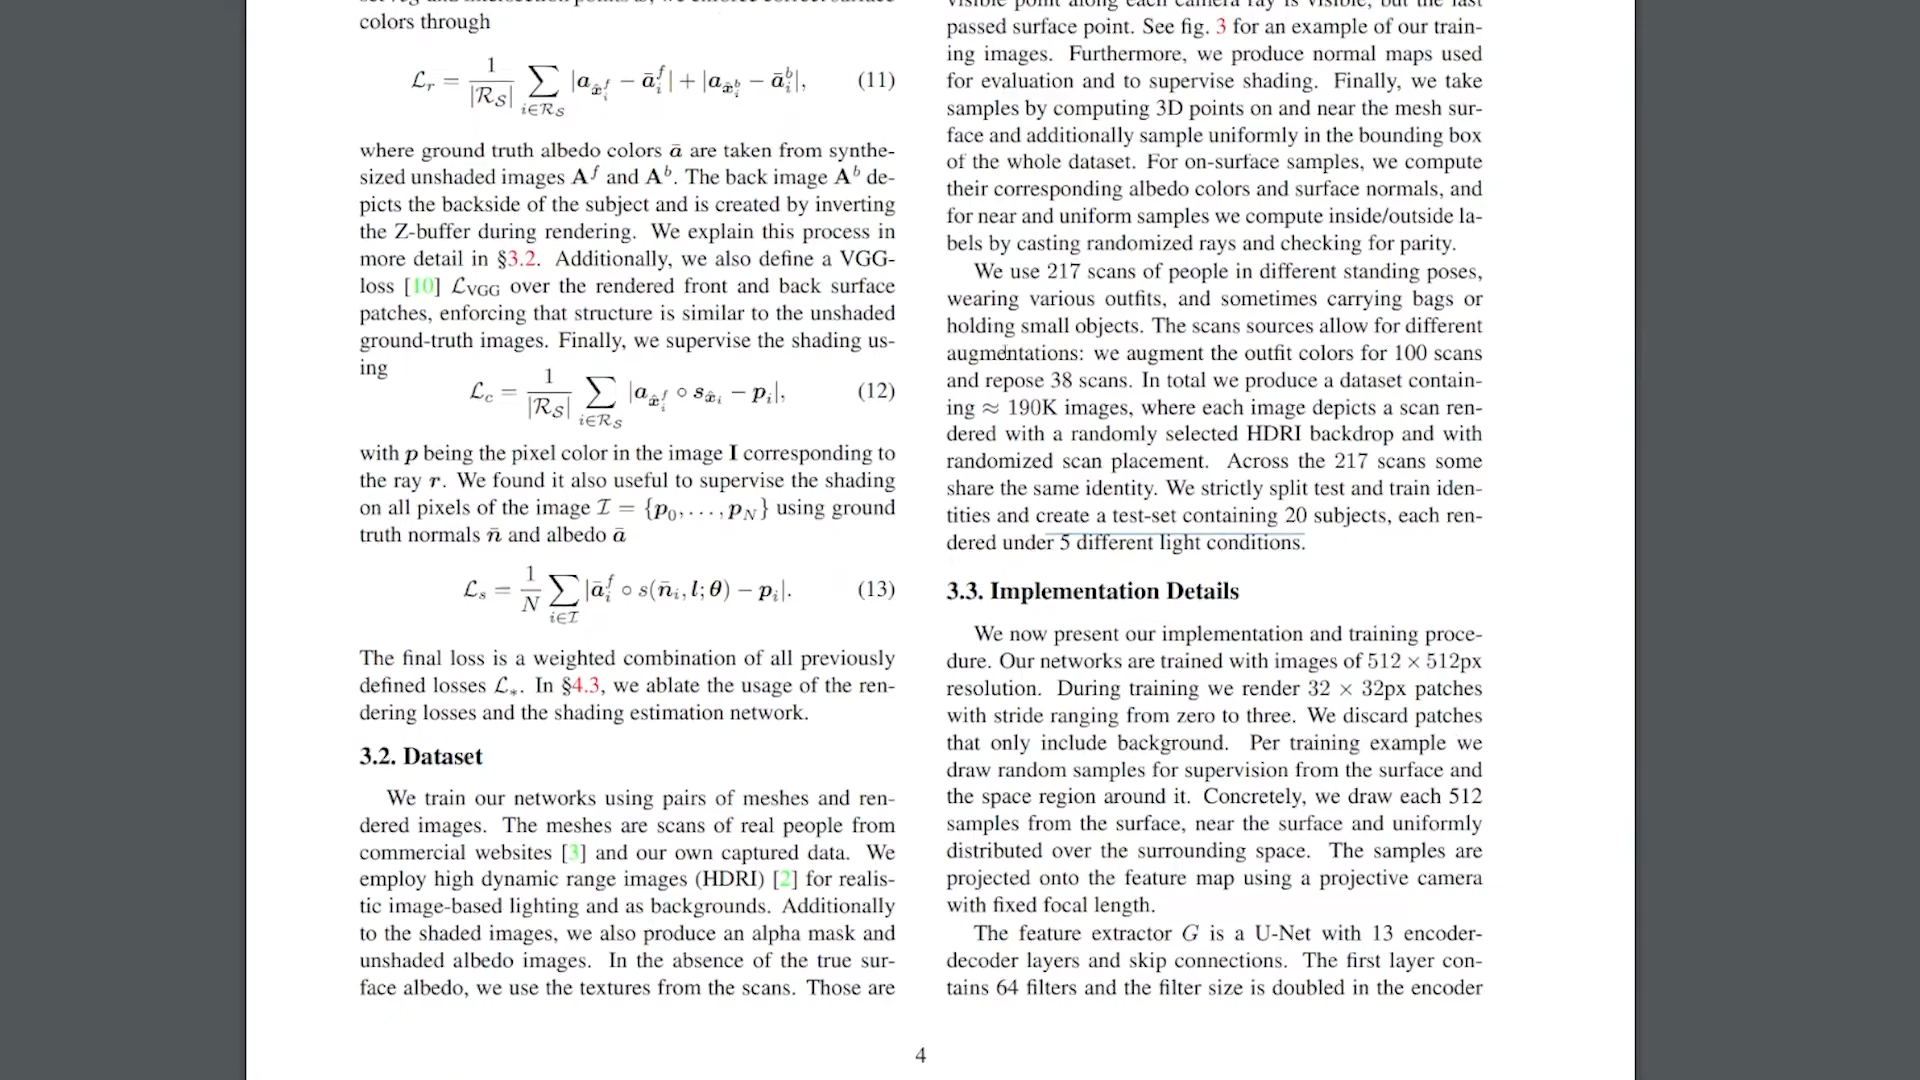 colors through
ℒr = 1/|ℛS| ∑i∈ℛS |ax̂fi − āfi| + |ax̂bi − ābi|, (11)
where ground truth albedo colors ā are taken from synthe-
sized unshaded images Af and Ab. The back image Ab de-
picts the backside of the subject and is created by inverting
the Z-buffer during rendering. We explain this process in
more detail in §3.2. Additionally, we also define a VGG-
loss [10] ℒVGG over the rendered front and back surface
patches, enforcing that structure is similar to the unshaded
ground-truth images. Finally, we supervise the shading us-
ing
ℒc = 1/|ℛS| ∑i∈ℛS |ax̂fi ∘ sx̂i − pi|, (12)
with p being the pixel color in the image I corresponding to
the ray r. We found it also useful to supervise the shading
on all pixels of the image ℐ = {p0, . . . , pN} using ground
truth normals n̄ and albedo ā
ℒs = 1/N ∑i∈ℐ |āfi ∘ s(n̄i, l; θ) − pi|. (13)
The final loss is a weighted combination of all previously
defined losses ℒ*. In §4.3, we ablate the usage of the ren-
dering losses and the shading estimation network.
3.2. Dataset
We train our networks using pairs of meshes and ren-
dered images. The meshes are scans of real people from
commercial websites [3] and our own captured data. We
employ high dynamic range images (HDRI) [2] for realis-
tic image-based lighting and as backgrounds. Additionally
to the shaded images, we also produce an alpha mask and
unshaded albedo images. In the absence of the true sur-
face albedo, we use the textures from the scans. Those are
visible point along each camera ray is visible, but the last
passed surface point. See fig. 3 for an example of our train-
ing images. Furthermore, we produce normal maps used
for evaluation and to supervise shading. Finally, we take
samples by computing 3D points on and near the mesh sur-
face and additionally sample uniformly in the bounding box
of the whole dataset. For on-surface samples, we compute
their corresponding albedo colors and surface normals, and
for near and uniform samples we compute inside/outside la-
bels by casting randomized rays and checking for parity.
We use 217 scans of people in different standing poses,
wearing various outfits, and sometimes carrying bags or
holding small objects. The scans sources allow for different
augmentations: we augment the outfit colors for 100 scans
and repose 38 scans. In total we produce a dataset contain-
ing ≈ 190K images, where each image depicts a scan ren-
dered with a randomly selected HDRI backdrop and with
randomized scan placement. Across the 217 scans some
share the same identity. We strictly split test and train iden-
tities and create a test-set containing 20 subjects, each ren-
dered under 5 different light conditions.
3.3. Implementation Details
We now present our implementation and training proce-
dure. Our networks are trained with images of 512 × 512px
resolution. During training we render 32 × 32px patches
with stride ranging from zero to three. We discard patches
that only include background. Per training example we
draw random samples for supervision from the surface and
the space region around it. Concretely, we draw each 512
samples from the surface, near the surface and uniformly
distributed over the surrounding space. The samples are
projected onto the feature map using a projective camera
with fixed focal length.
The feature extractor G is a U-Net with 13 encoder-
decoder layers and skip connections. The first layer con-
tains 64 filters and the filter size is doubled in the encoder
4